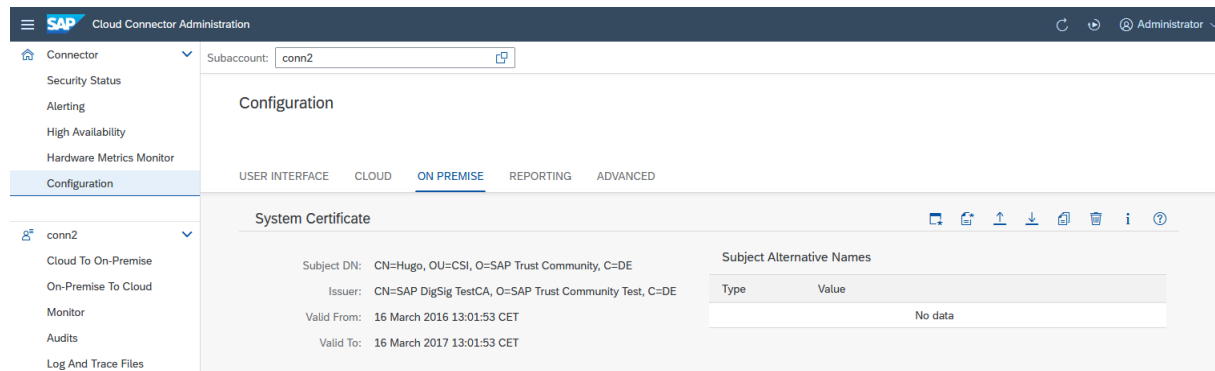 SAP Cloud Connector Administration
Administrator
Connector
Security Status
Alerting
High Availability
Hardware Metrics Monitor
Configuration
conn2
Cloud To On-Premise
On-Premise To Cloud
Monitor
Audits
Log And Trace Files
Subaccount: conn2
Configuration
USER INTERFACE CLOUD ON PREMISE REPORTING ADVANCED
System Certificate
Subject DN: CN=Hugo, OU=CSI, O=SAP Trust Community, C=DE
Issuer: CN=SAP DigSig TestCA, O=SAP Trust Community Test, C=DE
Valid From: 16 March 2016 13:01:53 CET
Valid To: 16 March 2017 13:01:53 CET
Subject Alternative Names
Type Value
No data